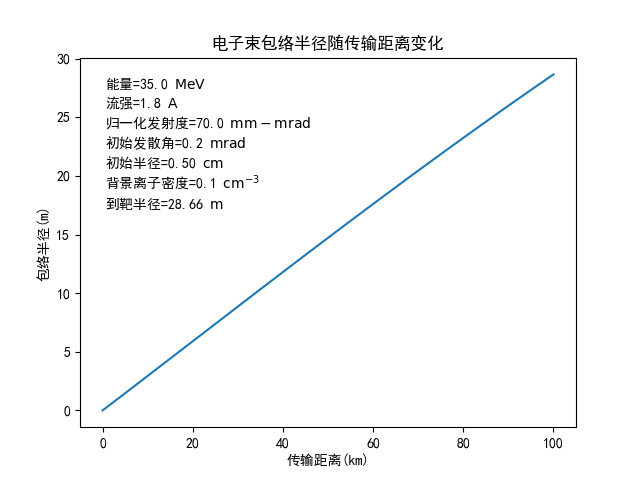 电子束包络半径随传输距离变化
30
25
20
15
10
5
0
包络半径(m)
能量=35.0 MeV
流强=1.8 A
归一化发射度=70.0 mm − mrad
初始发散角=0.2 mrad
初始半径=0.50 cm
背景离子密度=0.1 cm⁻³
到靶半径=28.66 m
0 20 40 60 80 100
传输距离(km)